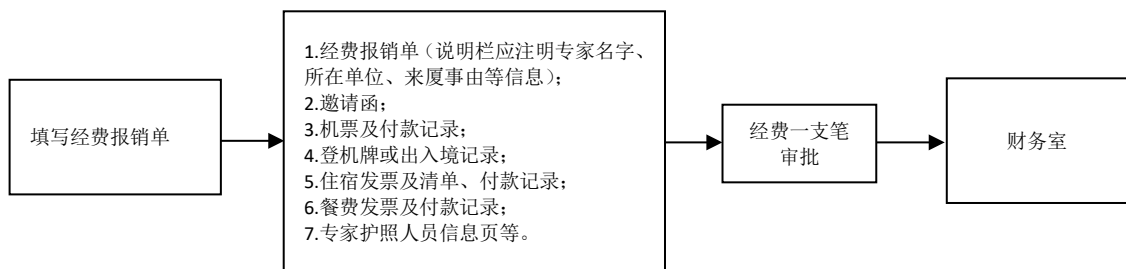 填写经费报销单
1.经费报销单（说明栏应注明专家名字、
所在单位、来厦事由等信息）；
2.邀请函；
3.机票及付款记录；
4.登机牌或出入境记录；
5.住宿发票及清单、付款记录；
6.餐费发票及付款记录；
7.专家护照人员信息页等。
经费一支笔
审批
财务室